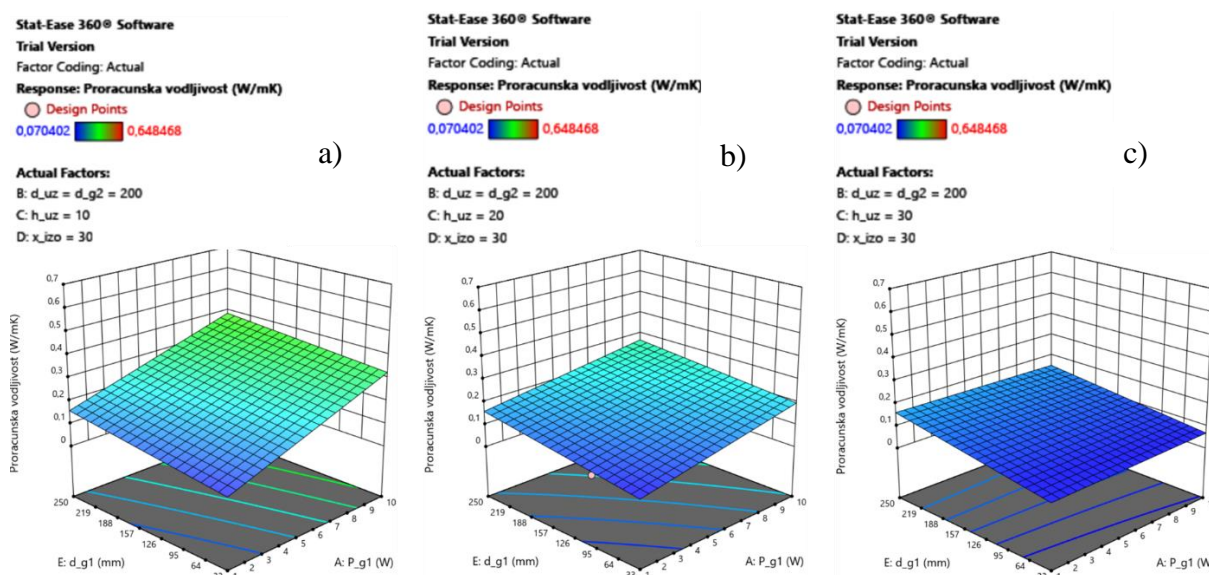 Stat-Ease 360® Software
Trial Version
Factor Coding: Actual
Response: Proracunska vodljivost (W/mK)
Design Points
0,070402 0,648468
a)
Actual Factors:
B: d_uz = d_g2 = 200
C: h_uz = 10
D: x_izo = 30
0,7
0,6
0,5
0,4
0,3
0,2
0,1
0
Proracunska vodljivost (W/mK)
250
219
188
157
126
95
64
33
E: d_g1 (mm)
1
2
3
4
5
6
7
8
9
10
A: P_g1 (W)
Stat-Ease 360® Software
Trial Version
Factor Coding: Actual
Response: Proracunska vodljivost (W/mK)
Design Points
0,070402 0,648468
b)
Actual Factors:
B: d_uz = d_g2 = 200
C: h_uz = 20
D: x_izo = 30
0,7
0,6
0,5
0,4
0,3
0,2
0,1
0
Proracunska vodljivost (W/mK)
250
219
188
157
126
95
64
33
E: d_g1 (mm)
1
2
3
4
5
6
7
8
9
10
A: P_g1 (W)
Stat-Ease 360® Software
Trial Version
Factor Coding: Actual
Response: Proracunska vodljivost (W/mK)
Design Points
0,070402 0,648468
c)
Actual Factors:
B: d_uz = d_g2 = 200
C: h_uz = 30
D: x_izo = 30
0,7
0,6
0,5
0,4
0,3
0,2
0,1
0
Proracunska vodljivost (W/mK)
250
219
188
157
126
95
64
33
E: d_g1 (mm)
1
2
3
4
5
6
7
8
9
A: P_g1 (W)